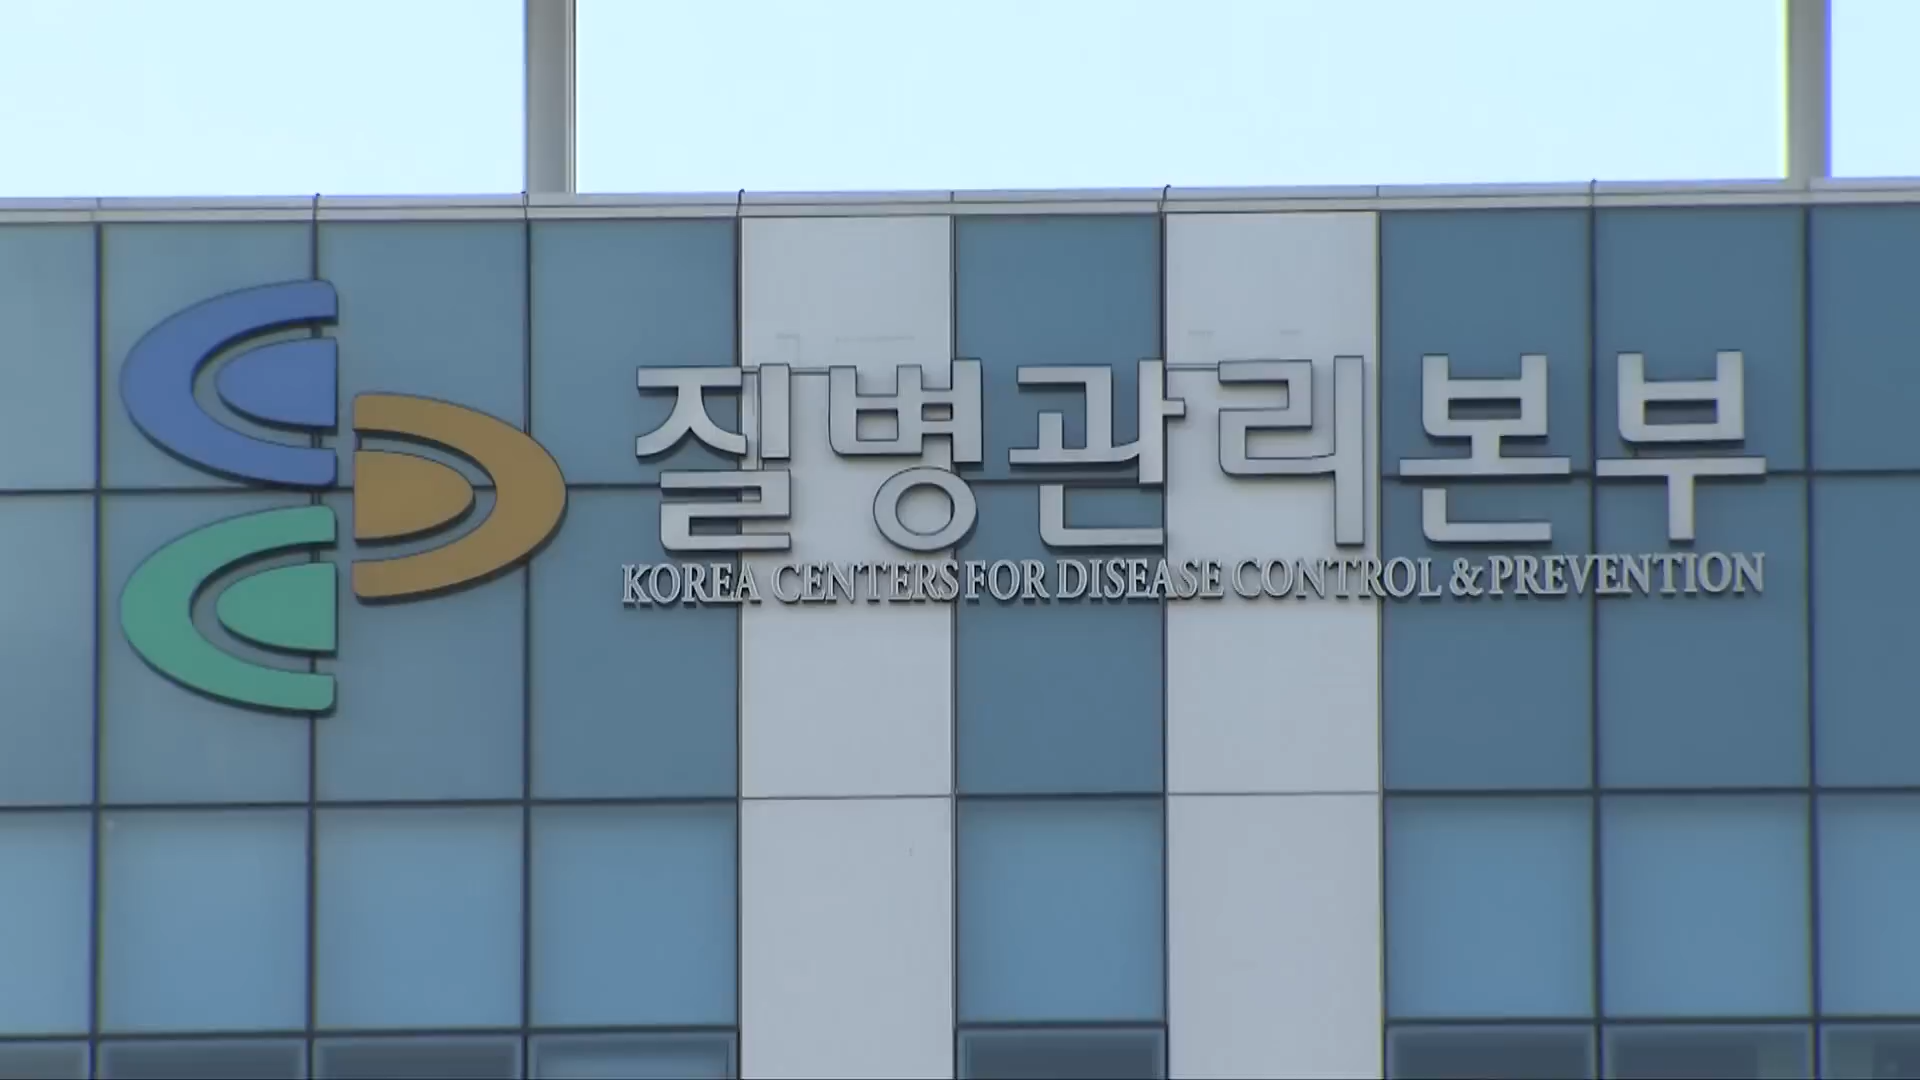 질병관리본부
KOREA CENTERS FOR DISEASE CONTROL & PREVENTION